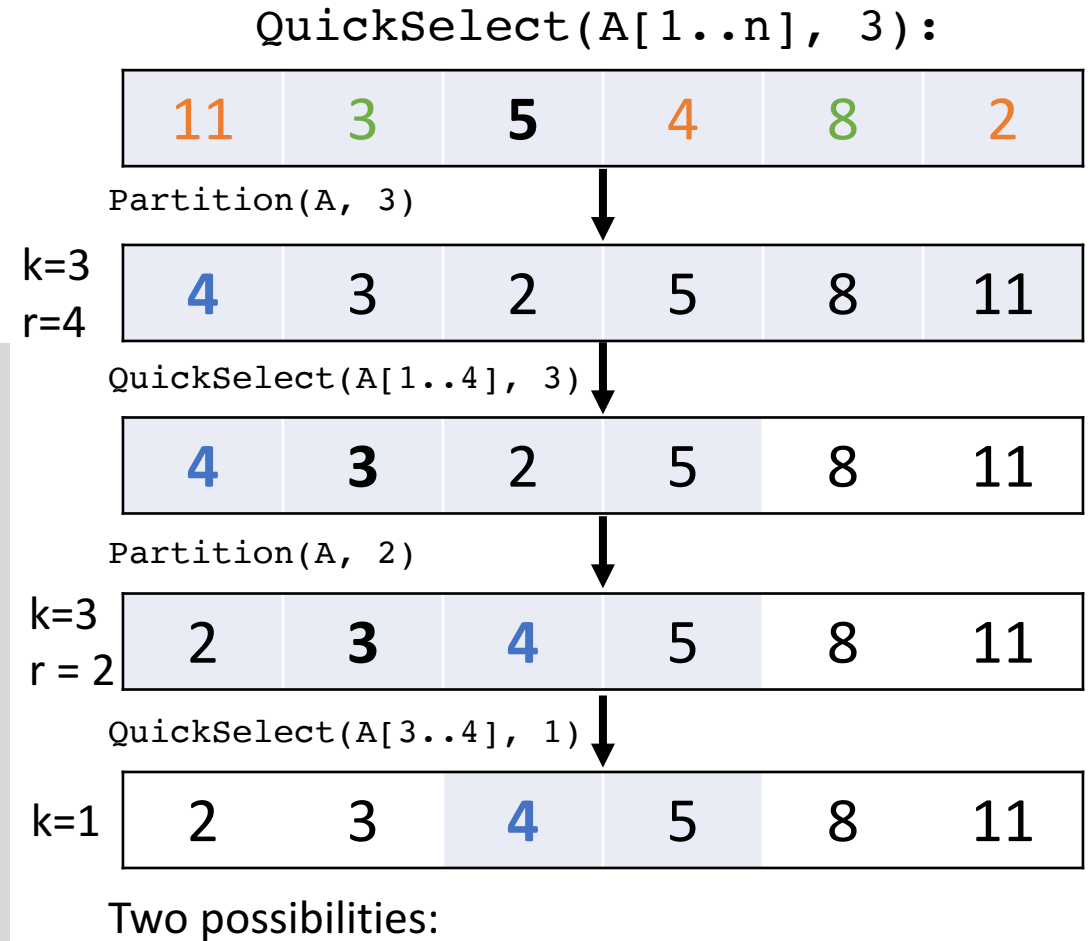 QuickSelect(A[1..n], 3):
11 3 5 4 8 2
Partition(A, 3)
k=3
r=4
4 3 2 5 8 11
QuickSelect(A[1..4], 3)
4 3 2 5 8 11
Partition(A, 2)
k=3
r = 2
2 3 4 5 8 11
QuickSelect(A[3..4], 1)
k=1
2 3 4 5 8 11
Two possibilities: